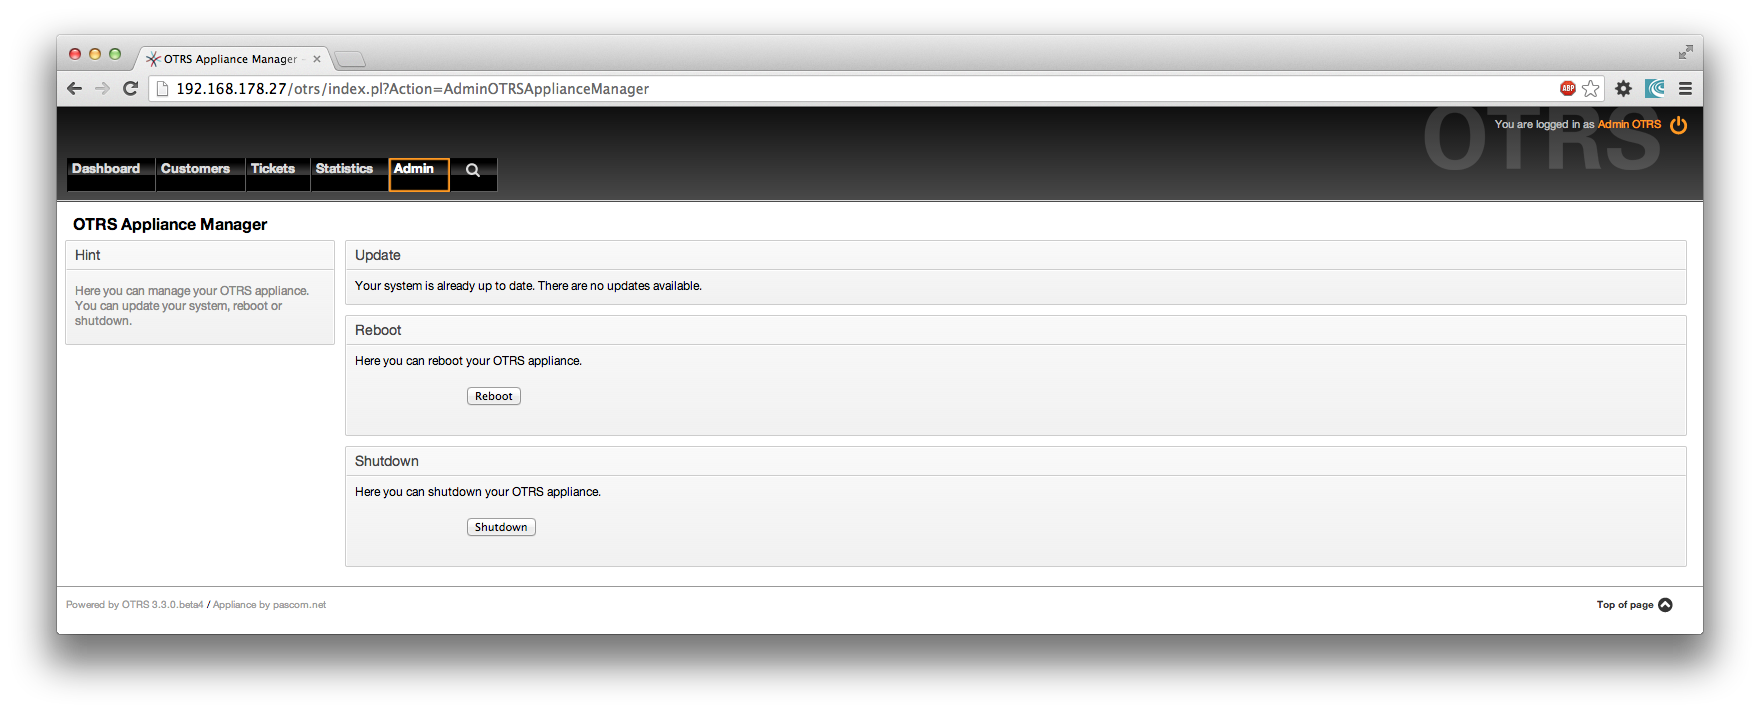 OTRS Appliance Manager
192.168.178.27/otrs/index.pl?Action=AdminOTRSApplianceManager
ABP
OTRS
You are logged in as Admin OTRS
Dashboard Customers Tickets Statistics Admin
OTRS Appliance Manager
Hint
Here you can manage your OTRS appliance.
You can update your system, reboot or
shutdown.
Update
Your system is already up to date. There are no updates available.
Reboot
Here you can reboot your OTRS appliance.
Reboot
Shutdown
Here you can shutdown your OTRS appliance.
Shutdown
Powered by OTRS 3.3.0.beta4 / Appliance by pascom.net
Top of page